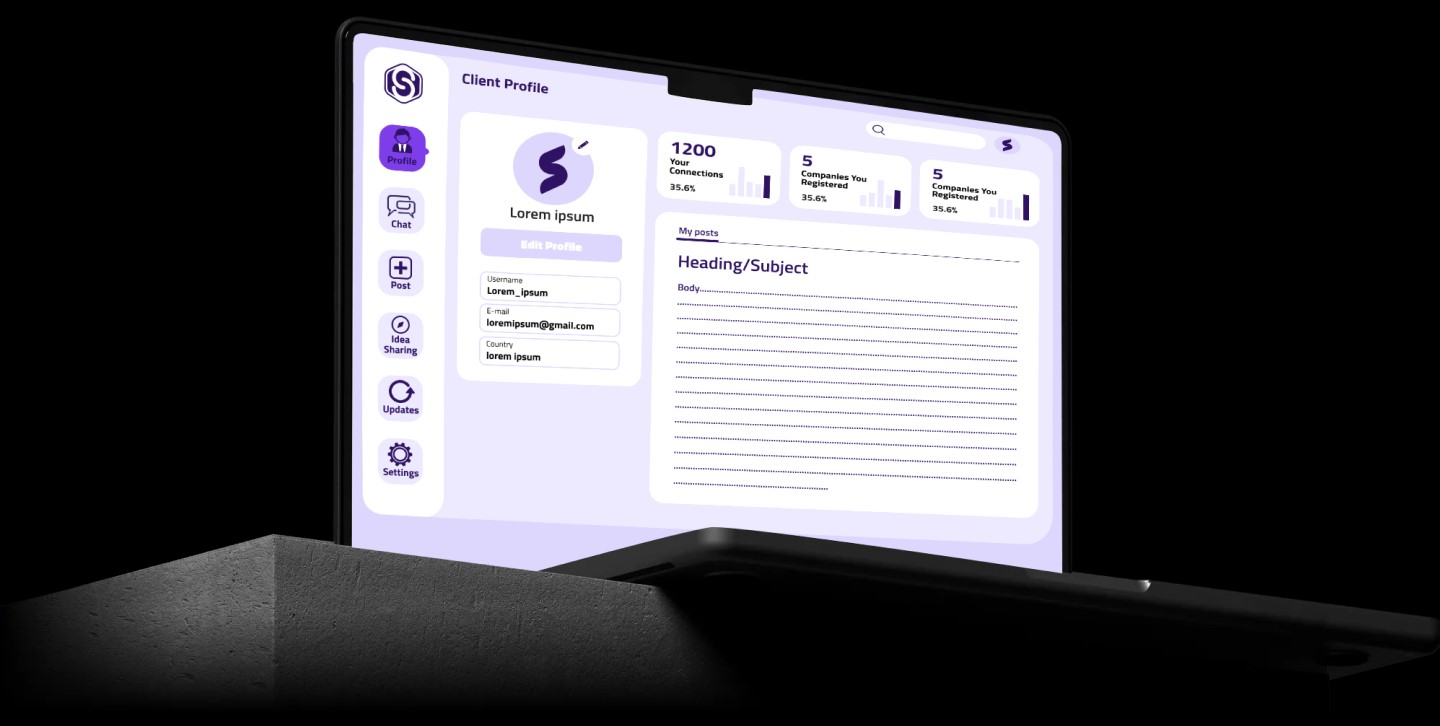 Client Profile
Profile
Chat
Post
Idea
Sharing
Updates
Settings
Lorem ipsum
Edit Profile
Username
Lorem_ipsum
E-mail
loremipsum@gmail.com
Country
lorem ipsum
1200
Your
Connections
35.6%
5
Companies You
Registered
35.6%
5
Companies You
Registered
35.6%
My posts
Heading/Subject
Body